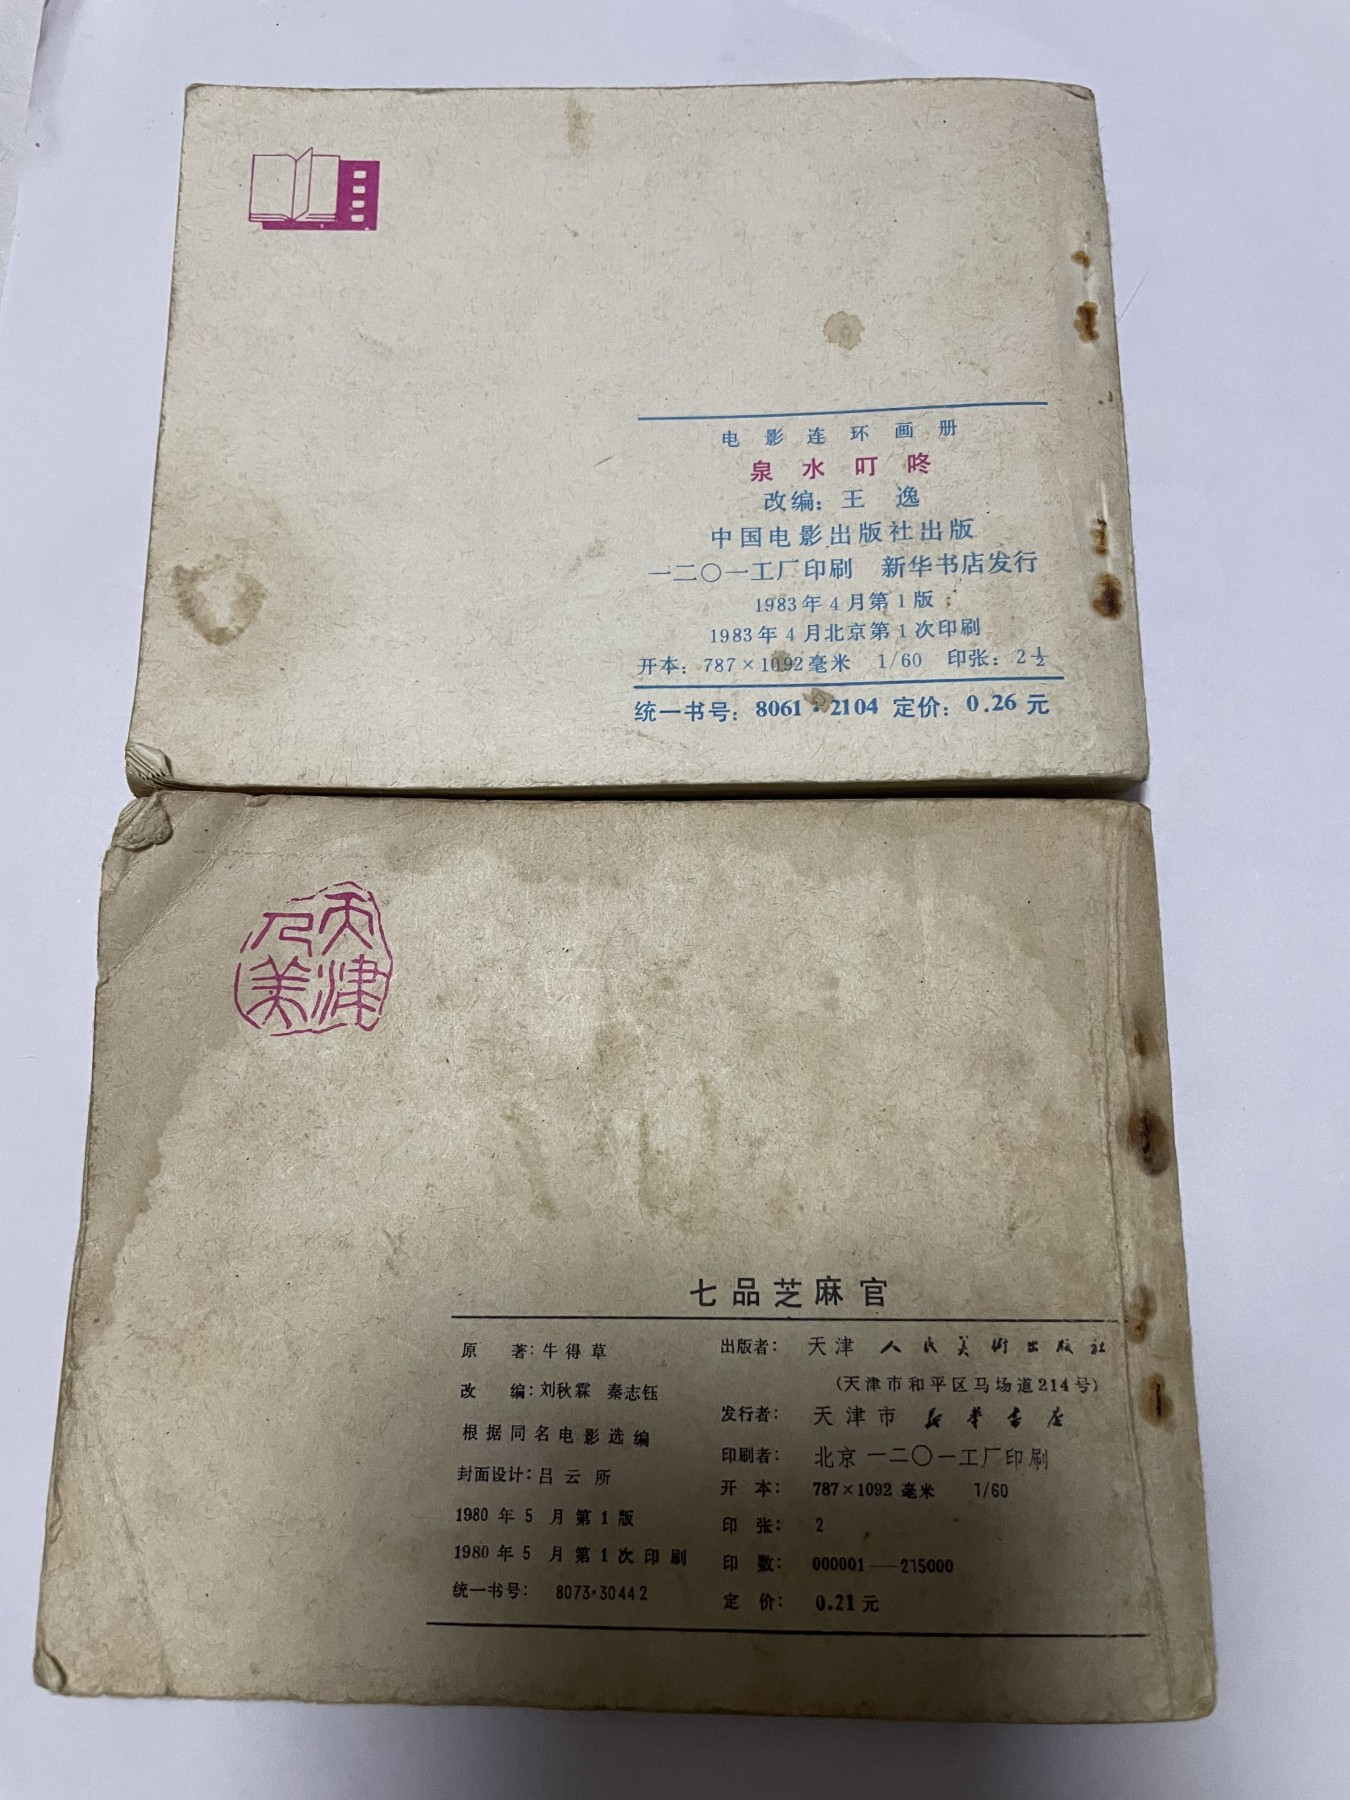 电影连环画册
泉水叮咚
改编：王 逸
中国电影出版社出版
一二〇一工厂印刷 新华书店发行
1983年4月第1版
1983年4月北京第1次印刷
开本：787×1092毫米 1/60 印张：2½
统一书号：8061·2104 定价：0.26元
天津
人美
七品芝麻官
原 著：牛得草
改 编：刘秋霖 秦志钰
根据同名电影选编
封面设计：吕云所
1980年5月第1版
1980年5月第1次印刷
统一书号：8073·30442
出版者：天津人民美術出版社
（天津市和平区马场道214号）
发行者：天津市新华书店
印刷者：北京一二〇一工厂印刷
开 本：787×1092毫米 1/60
印 张：2
印 数：000001—215000
定 价：0.21元